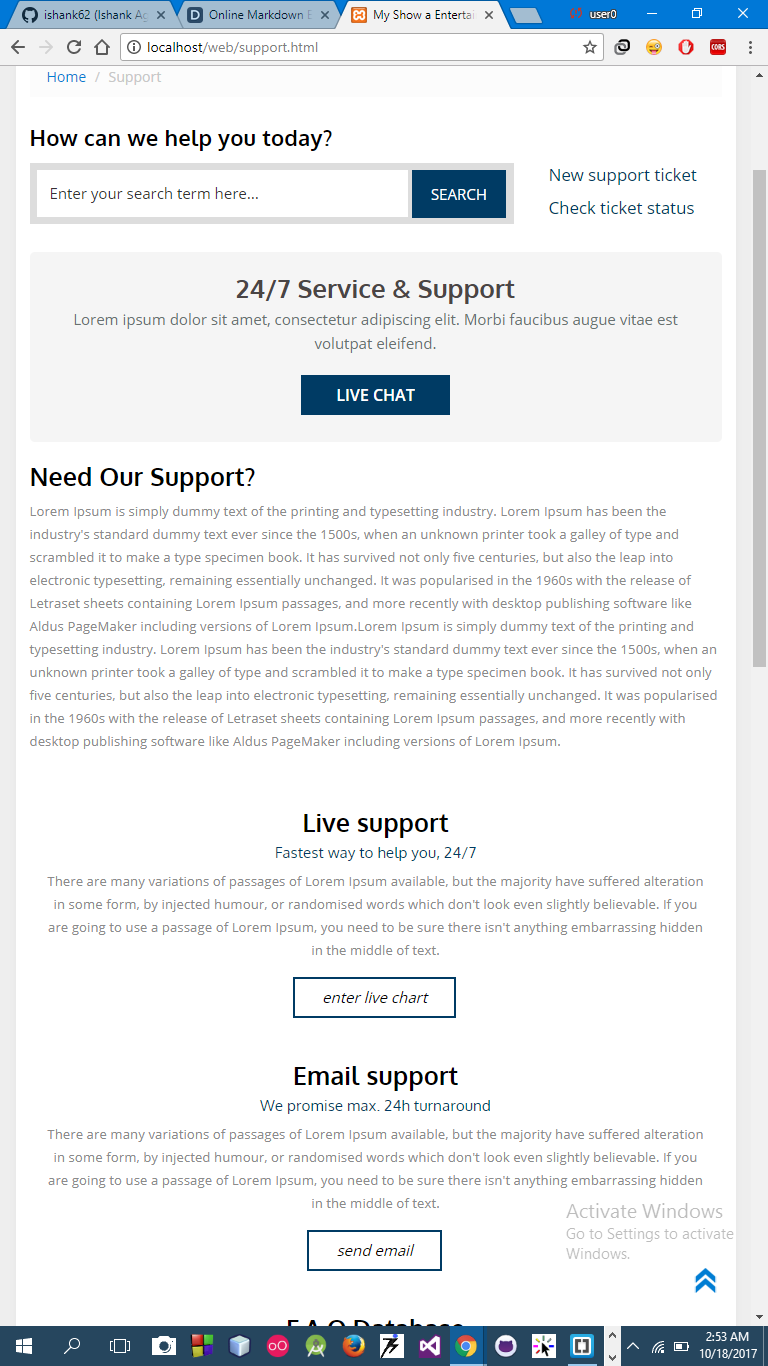 ishank62 (Ishank Ag
Online Markdown E
My Show a Entertai
user0
localhost/web/support.html
CORS
Home / Support
How can we help you today?
Enter your search term here...
SEARCH
New support ticket
Check ticket status
24/7 Service & Support
Lorem ipsum dolor sit amet, consectetur adipiscing elit. Morbi faucibus augue vitae est
volutpat eleifend.
LIVE CHAT
Need Our Support?
Lorem Ipsum is simply dummy text of the printing and typesetting industry. Lorem Ipsum has been the
industry's standard dummy text ever since the 1500s, when an unknown printer took a galley of type and
scrambled it to make a type specimen book. It has survived not only five centuries, but also the leap into
electronic typesetting, remaining essentially unchanged. It was popularised in the 1960s with the release of
Letraset sheets containing Lorem Ipsum passages, and more recently with desktop publishing software like
Aldus PageMaker including versions of Lorem Ipsum.Lorem Ipsum is simply dummy text of the printing and
typesetting industry. Lorem Ipsum has been the industry's standard dummy text ever since the 1500s, when an
unknown printer took a galley of type and scrambled it to make a type specimen book. It has survived not only
five centuries, but also the leap into electronic typesetting, remaining essentially unchanged. It was popularised
in the 1960s with the release of Letraset sheets containing Lorem Ipsum passages, and more recently with
desktop publishing software like Aldus PageMaker including versions of Lorem Ipsum.
Live support
Fastest way to help you, 24/7
There are many variations of passages of Lorem Ipsum available, but the majority have suffered alteration
in some form, by injected humour, or randomised words which don't look even slightly believable. If you
are going to use a passage of Lorem Ipsum, you need to be sure there isn't anything embarrassing hidden
in the middle of text.
enter live chart
Email support
We promise max. 24h turnaround
There are many variations of passages of Lorem Ipsum available, but the majority have suffered alteration
in some form, by injected humour, or randomised words which don't look even slightly believable. If you
are going to use a passage of Lorem Ipsum, you need to be sure there isn't anything embarrassing hidden
in the middle of text.
send email
Activate Windows
Go to Settings to activate
Windows.
F.A.Q Database
2:53 AM
10/18/2017